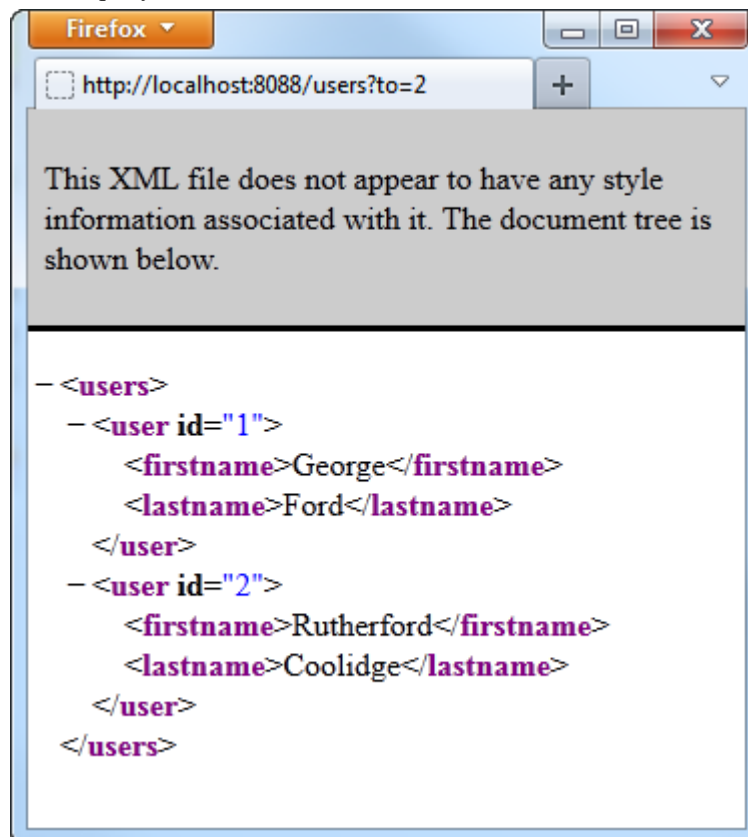 Firefox
http://localhost:8088/users?to=2
This XML file does not appear to have any style
information associated with it. The document tree is
shown below.
– <users>
– <user id="1">
<firstname>George</firstname>
<lastname>Ford</lastname>
</user>
– <user id="2">
<firstname>Rutherford</firstname>
<lastname>Coolidge</lastname>
</user>
</users>